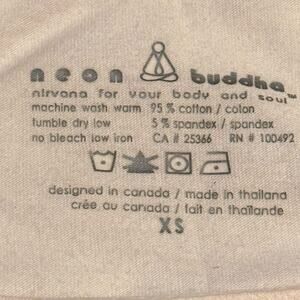 neon buddha™
nirvana for your body and soul
machine wash warm 95% cotton / coton
tumble dry low 5% spandex / spandex
no bleach low iron CA # 25366 RN # 100492
designed in canada / made in thailand
crée au canada / fait en thaïlande
XS